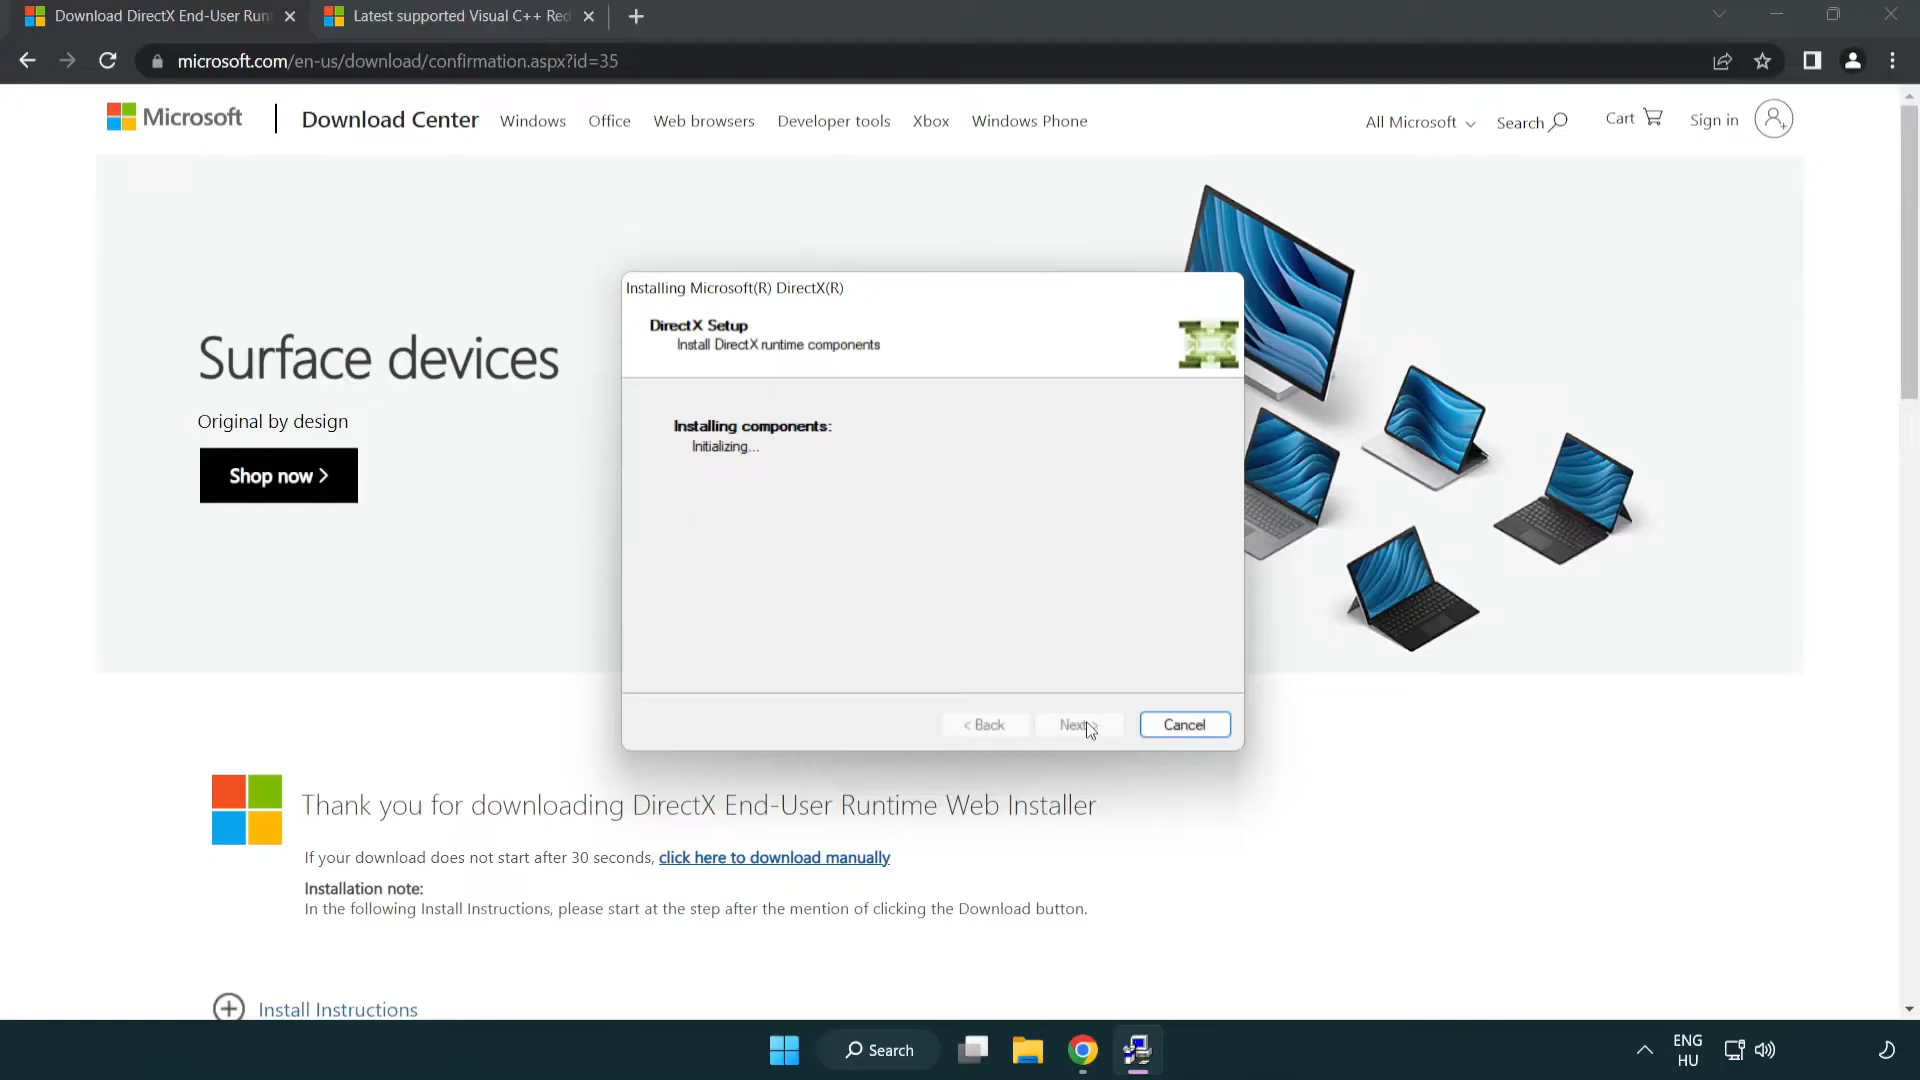 Download DirectX End-User Run
Latest supported Visual C++ Red
microsoft.com/en-us/download/confirmation.aspx?id=35
Microsoft
Download Center
Windows
Office
Web browsers
Developer tools
Xbox
Windows Phone
All Microsoft
Search
Cart
Sign in
Surface devices
Original by design
Shop now >
Installing Microsoft(R) DirectX(R)
DirectX Setup
Install DirectX runtime components
Installing components:
Initializing...
< Back
Next >
Cancel
Thank you for downloading DirectX End-User Runtime Web Installer
If your download does not start after 30 seconds, click here to download manually
Installation note:
In the following Install Instructions, please start at the step after the mention of clicking the Download button.
Install Instructions
Search
ENG
HU